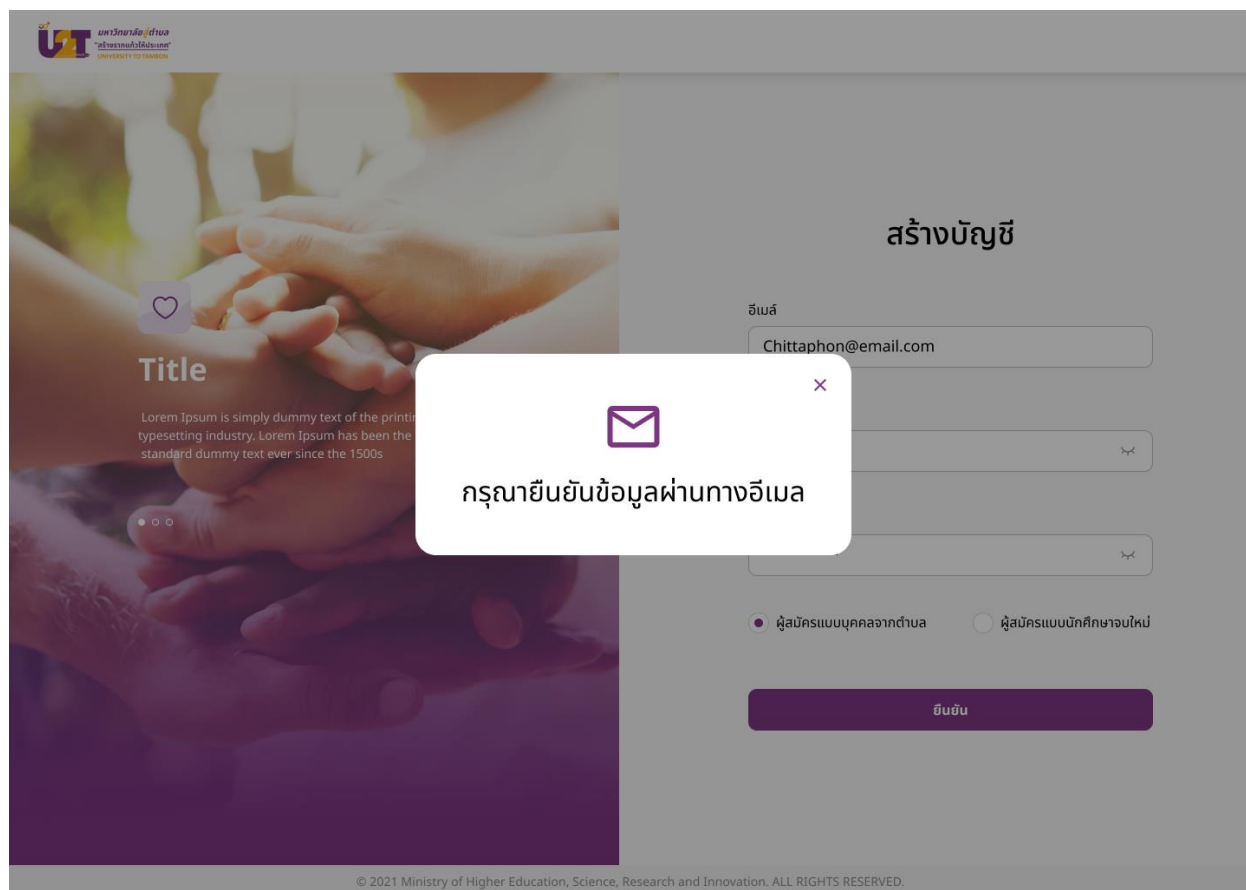 มหาวิทยาลัยสู่ตำบล
"สร้างรากแก้วให้ประเทศ"
UNIVERSITY TO TAMBON
U2T
สร้างบัญชี
อีเมล์
Chittaphon@email.com
Title
Lorem Ipsum is simply dummy text of the printin
typesetting industry. Lorem Ipsum has been the
standard dummy text ever since the 1500s
กรุณายืนยันข้อมูลผ่านทางอีเมล
ผู้สมัครแบบบุคคลจากตำบล
ผู้สมัครแบบนักศึกษาจบใหม่
ยืนยัน
© 2021 Ministry of Higher Education, Science, Research and Innovation. ALL RIGHTS RESERVED.